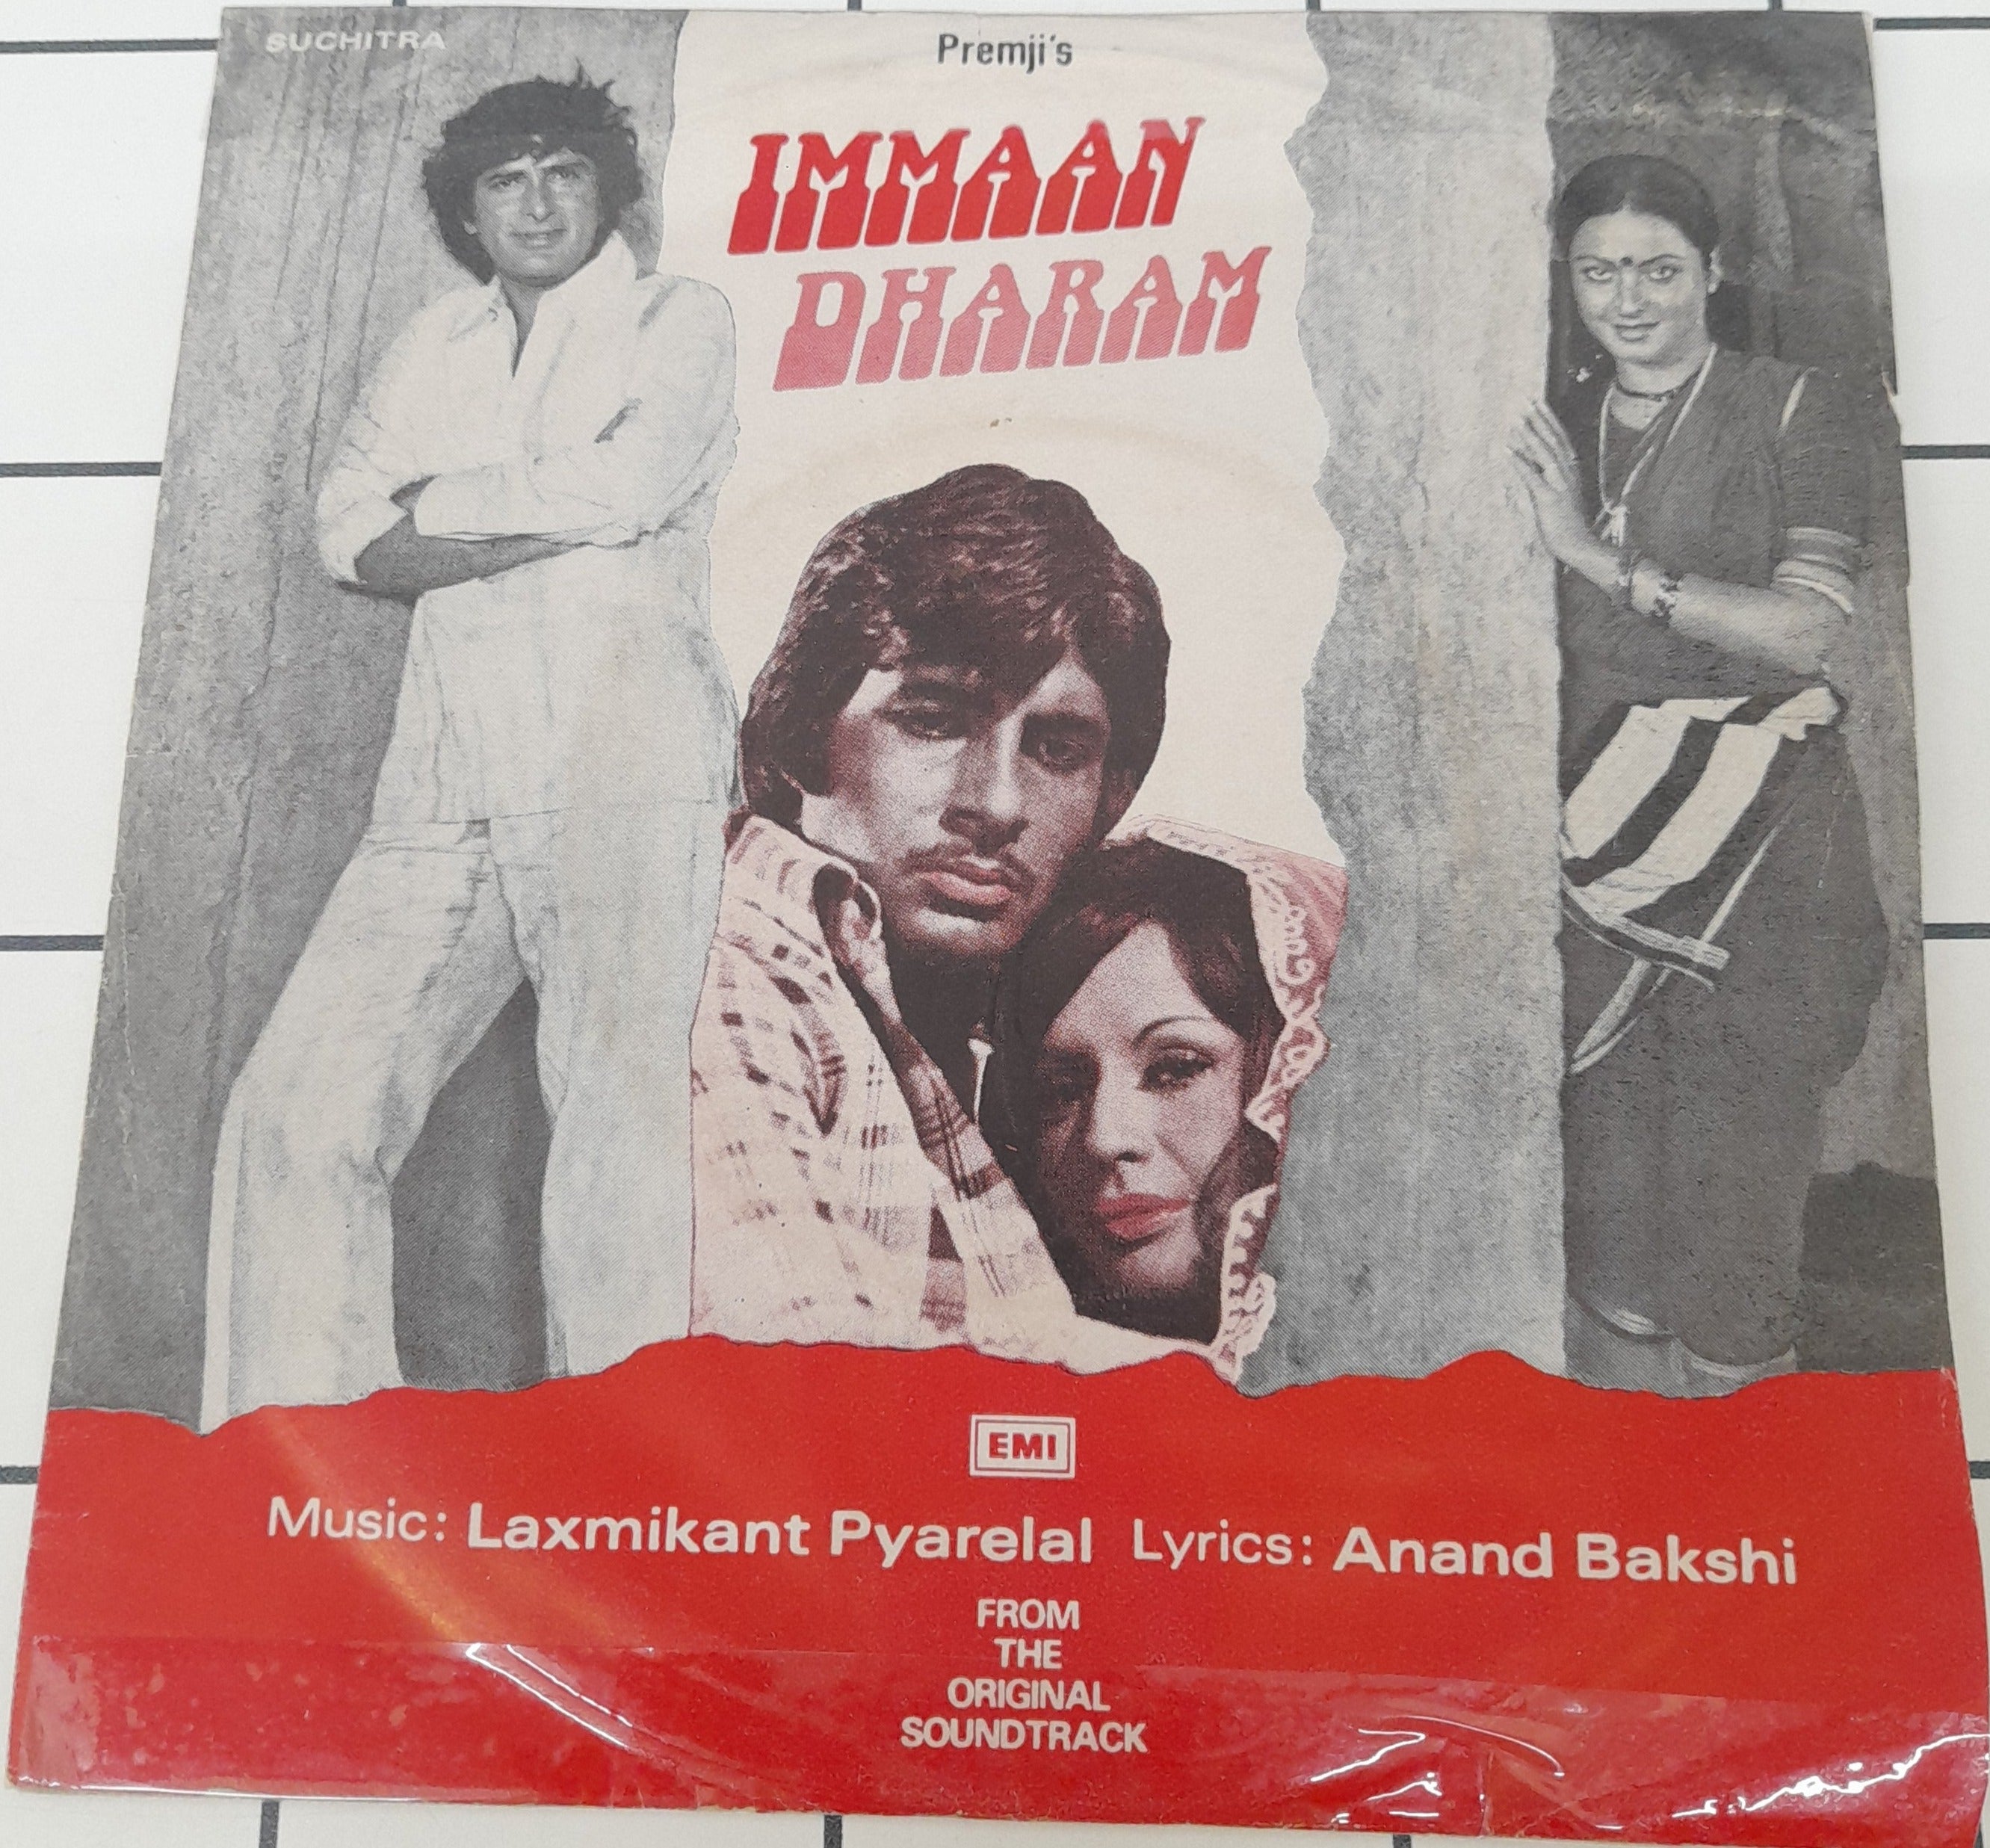 SUCHITRA
Premji's
IMMAAN
DHARAM
EMI
Music: Laxmikant Pyarelal Lyrics: Anand Bakshi
FROM
THE
ORIGINAL
SOUNDTRACK